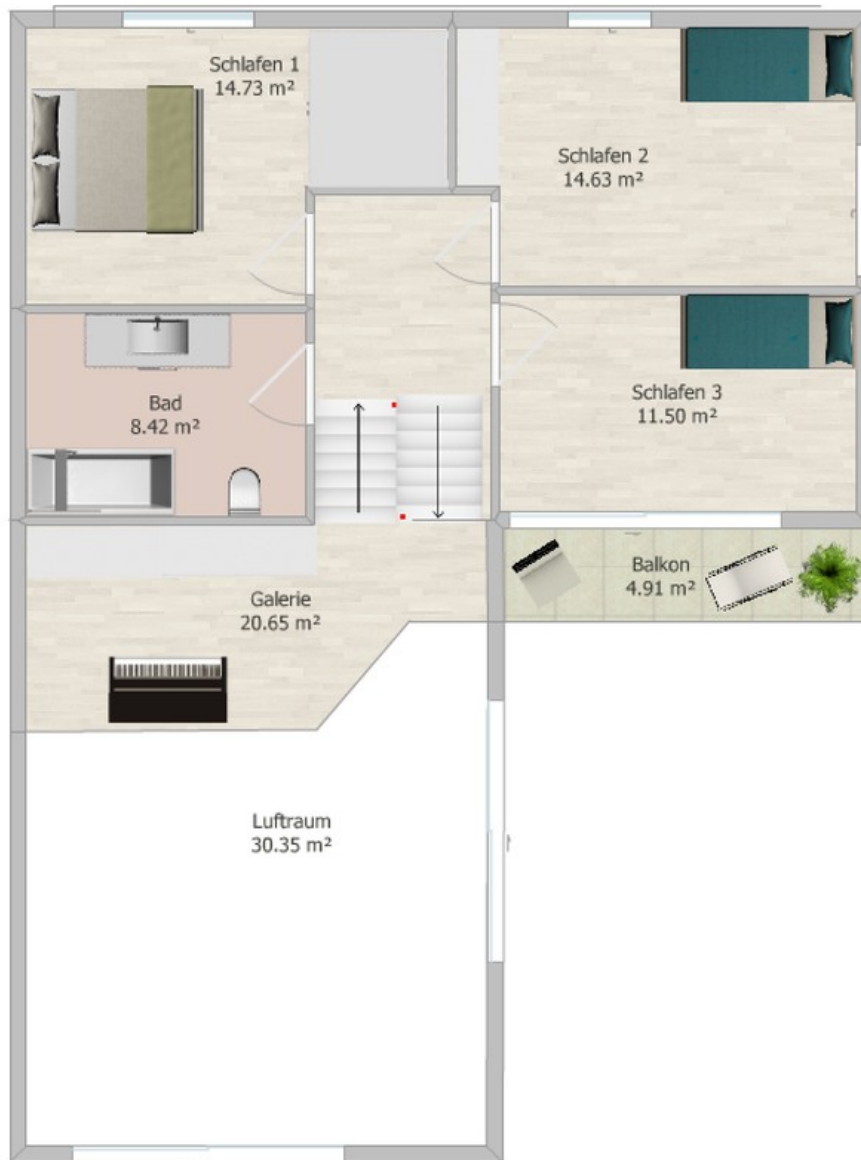 Schlafen 1
14.73 m²
Schlafen 2
14.63 m²
Schlafen 3
11.50 m²
Bad
8.42 m²
Balkon
4.91 m²
Galerie
20.65 m²
Luftraum
30.35 m²